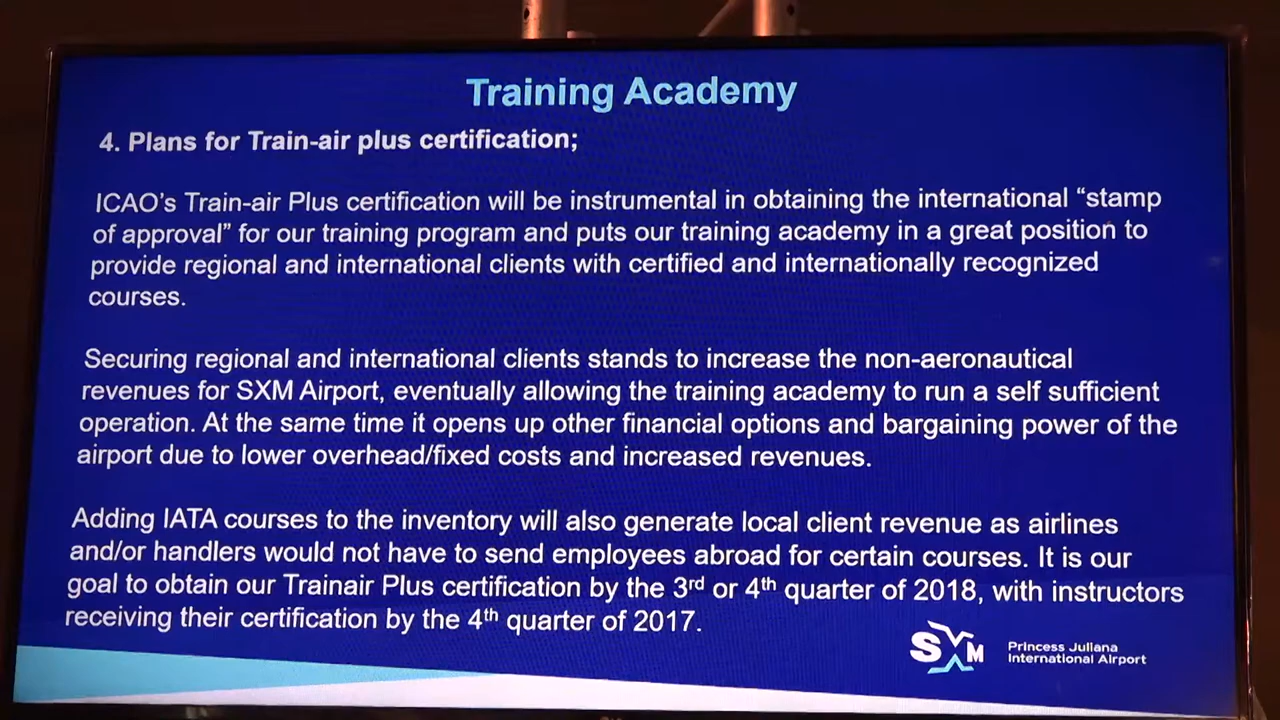 Training Academy
4. Plans for Train-air plus certification;
ICAO's Train-air Plus certification will be instrumental in obtaining the international “stamp
of approval” for our training program and puts our training academy in a great position to
provide regional and international clients with certified and internationally recognized
courses.
Securing regional and international clients stands to increase the non-aeronautical
revenues for SXM Airport, eventually allowing the training academy to run a self sufficient
operation. At the same time it opens up other financial options and bargaining power of the
airport due to lower overhead/fixed costs and increased revenues.
Adding IATA courses to the inventory will also generate local client revenue as airlines
and/or handlers would not have to send employees abroad for certain courses. It is our
goal to obtain our Trainair Plus certification by the 3rd or 4th quarter of 2018, with instructors
receiving their certification by the 4th quarter of 2017.
SXM
Princess Juliana
International Airport